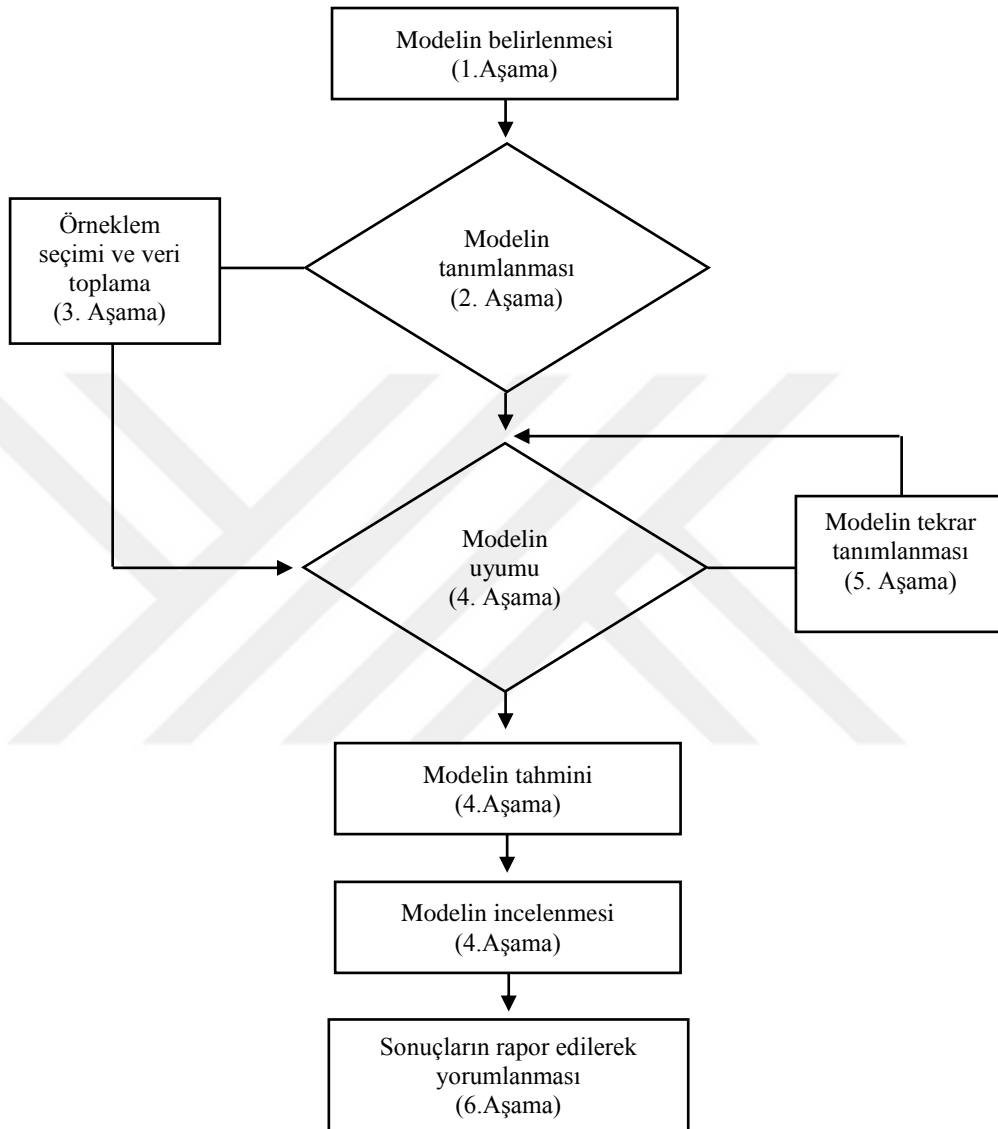 Modelin belirlenmesi
(1.Aşama)
Örneklem
seçimi ve veri
toplama
(3. Aşama)
Modelin
tanımlanması
(2. Aşama)
Modelin
uyumu
(4. Aşama)
Modelin tekrar
tanımlanması
(5. Aşama)
Modelin tahmini
(4.Aşama)
Modelin incelenmesi
(4.Aşama)
Sonuçların rapor edilerek
yorumlanması
(6.Aşama)